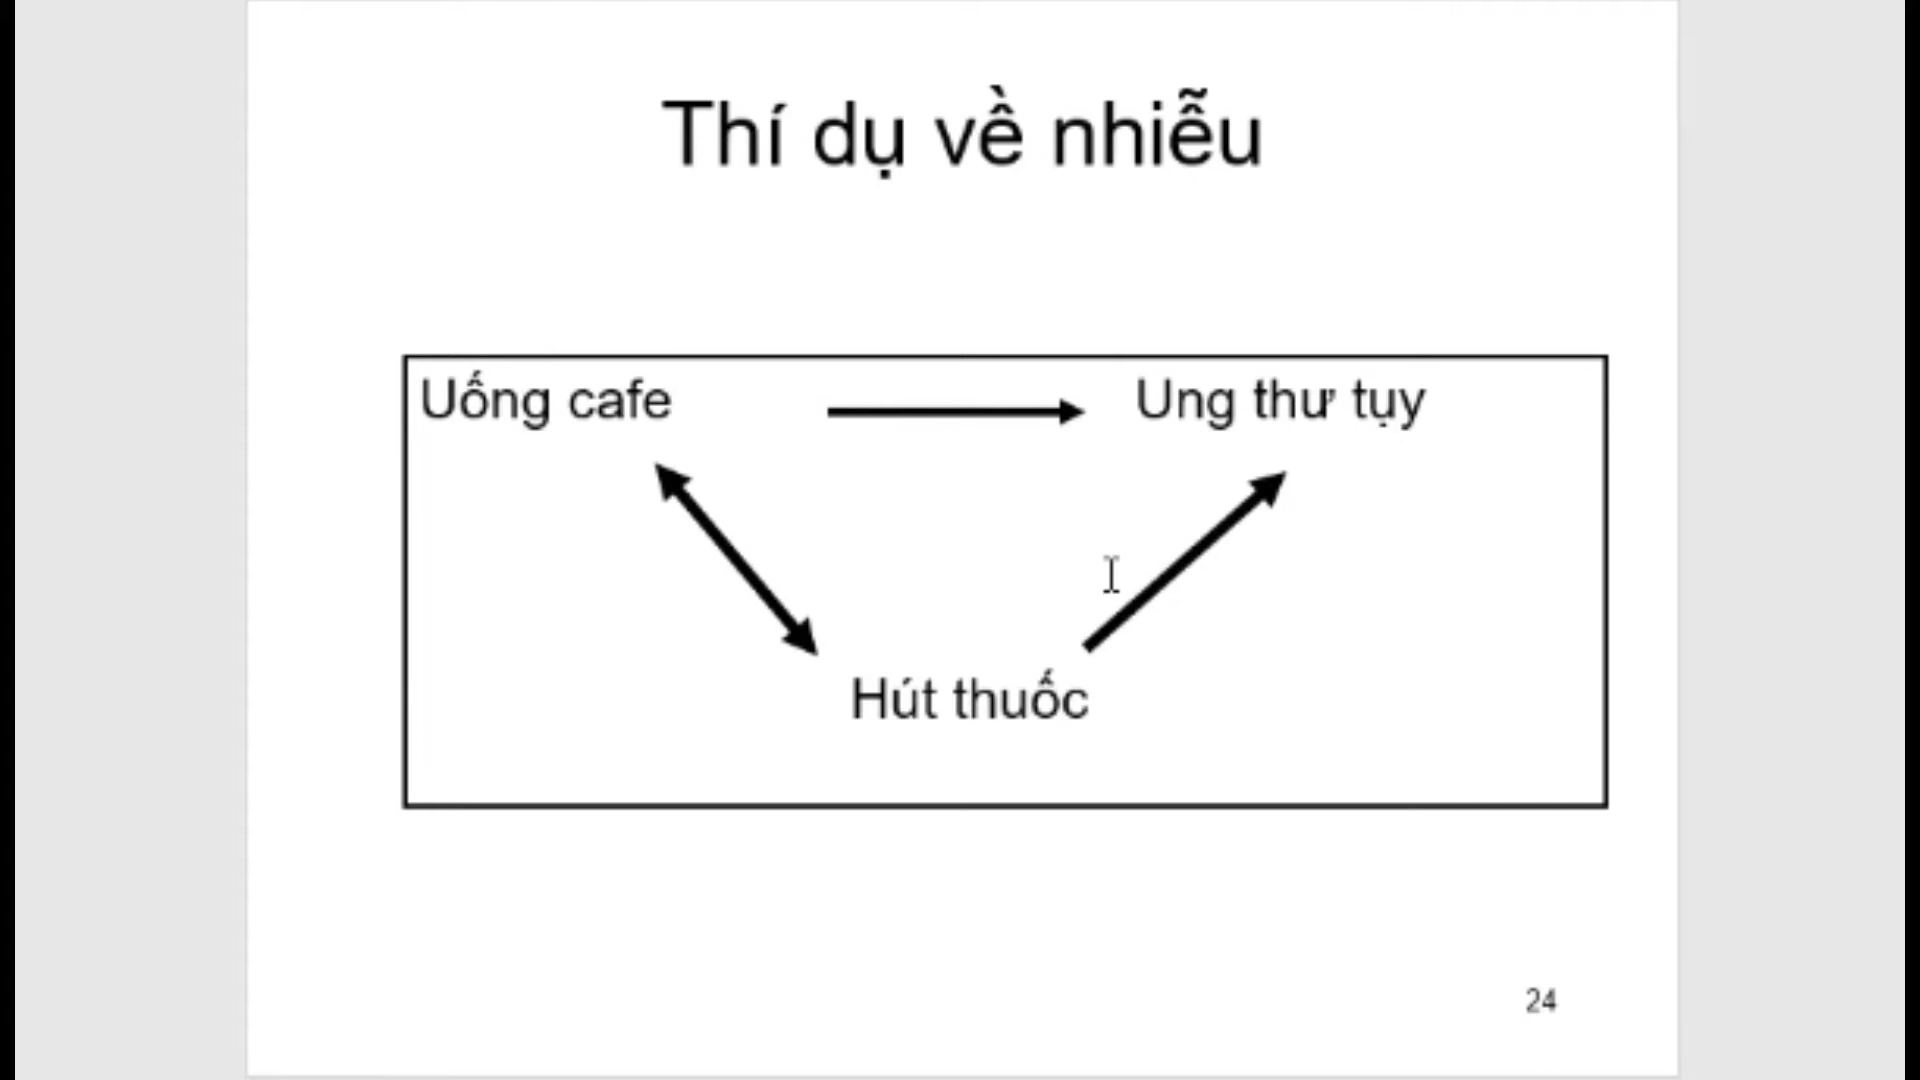 Thí dụ về nhiễu
Uống cafe
Ung thư tụy
Hút thuốc
24